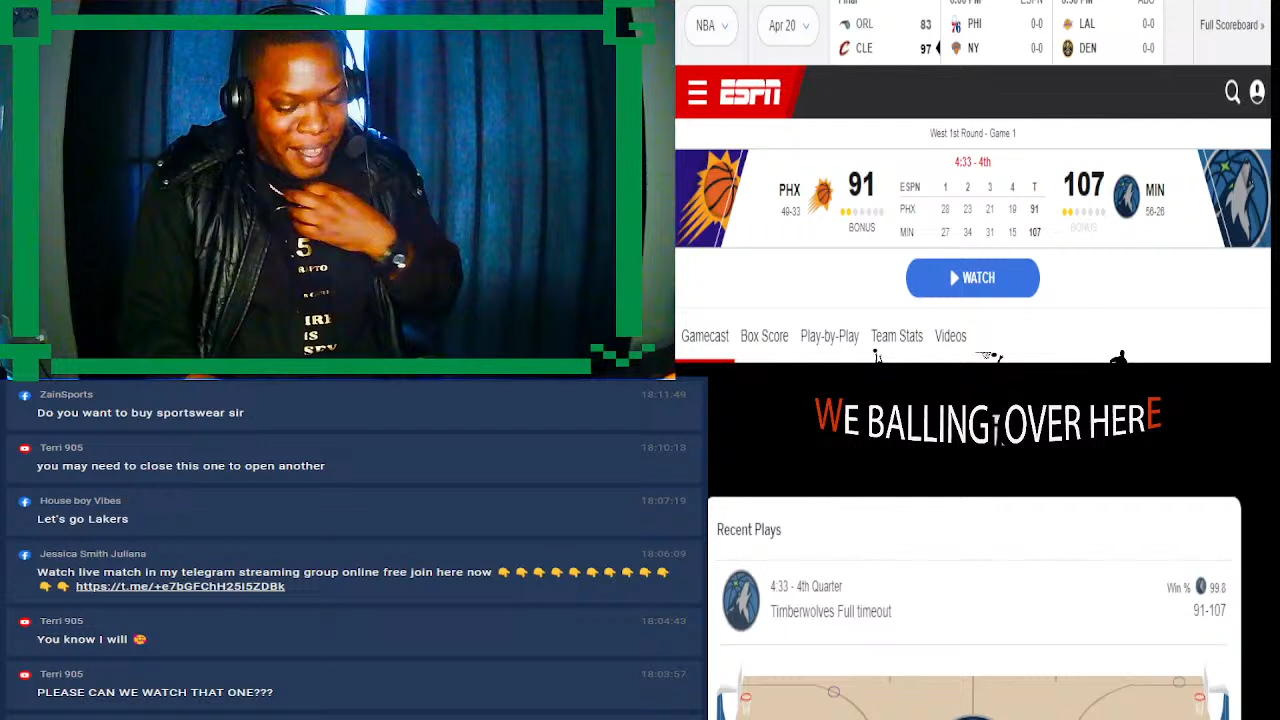 NBA
Apr 20
ORL 83
CLE 97
PHI 0-0
NY 0-0
LAL 0-0
DEN 0-0
Full Scoreboard »
ESPN
West 1st Round - Game 1
4:33 - 4th
PHX
49-33
91
BONUS
ESPN 1 2 3 4 T
PHX 28 23 21 19 91
MIN 27 34 31 15 107
107
BONUS
MIN
56-26
WATCH
Gamecast Box Score Play-by-Play Team Stats Videos
WE BALLING OVER HERE
Recent Plays
4:33 - 4th Quarter
Timberwolves Full timeout
Win % 99.8
91-107
ZainSports 18:11:49
Do you want to buy sportswear sir
Terri 905 18:10:13
you may need to close this one to open another
House boy Vibes 18:07:19
Let's go Lakers
Jessica Smith Juliana 18:06:09
Watch live match in my telegram streaming group online free join here now 👇👇👇👇👇👇👇👇👇👇
👇👇 https://t.me/+e7bGFChH25I5ZDBk
Terri 905 18:04:43
You know I will 🥰
Terri 905 18:03:57
PLEASE CAN WE WATCH THAT ONE???